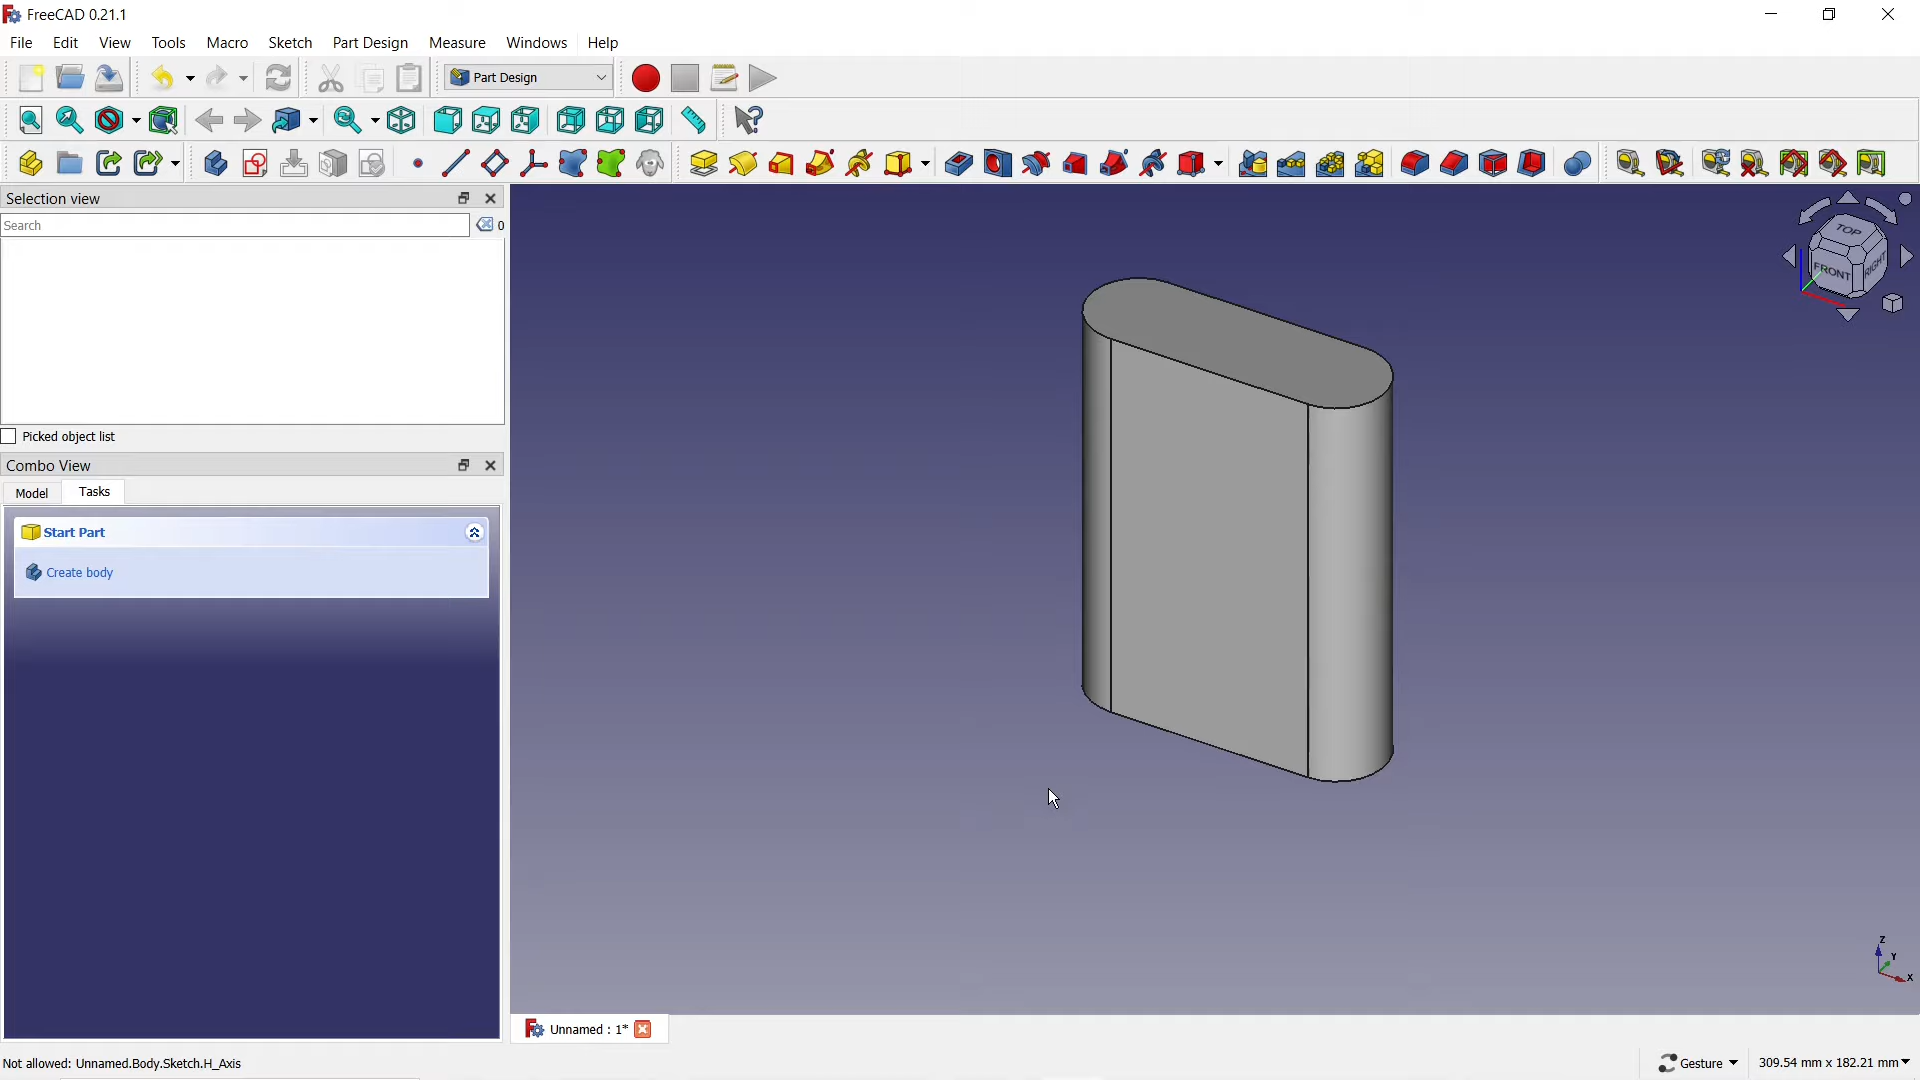 FreeCAD 0.21.1
File Edit View Tools Macro Sketch Part Design Measure Windows Help
Part Design
Selection view
Search
0
Picked object list
Combo View
Model Tasks
Start Part
Create body
TOP
FRONT RIGHT
Z
Y
X
Unnamed : 1*
Not allowed: Unnamed.Body.Sketch.H_Axis
Gesture 309.54 mm x 182.21 mm